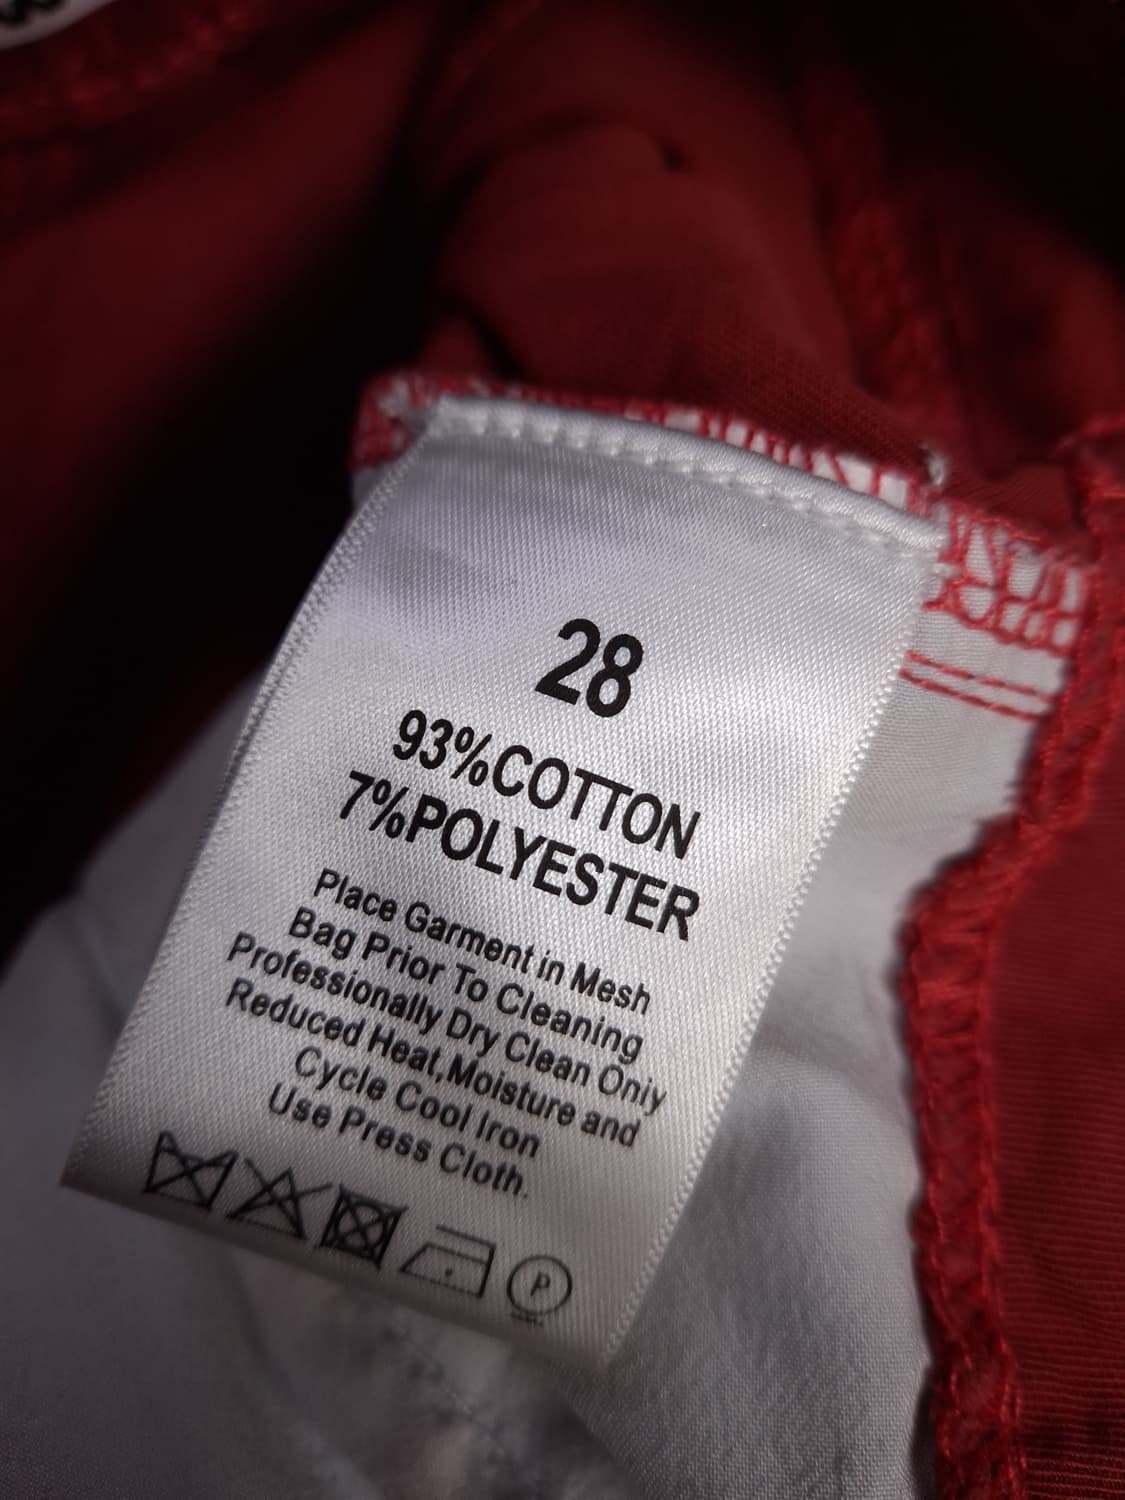 28
93%COTTON
7%POLYESTER
Place Garment in Mesh
Bag Prior To Cleaning
Professionally Dry Clean Oniy
Reduced Heat,Moisture and
Cycle Cool Iron
Use Press Cloth.
P